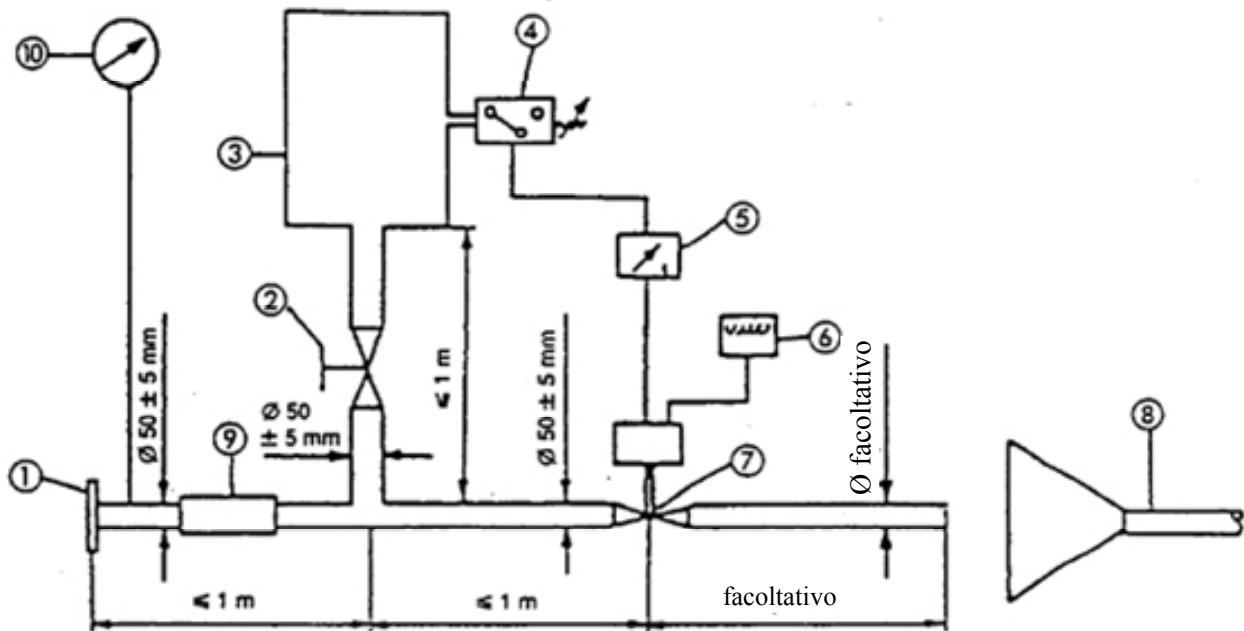 10
4
3
5
2
6
Ø 50 ± 5 mm
≤ 1 m
Ø 50
± 5 mm
Ø 50 ± 5 mm
Ø facoltativo
1
9
7
8
≤ 1 m
≤ 1 m
facoltativo